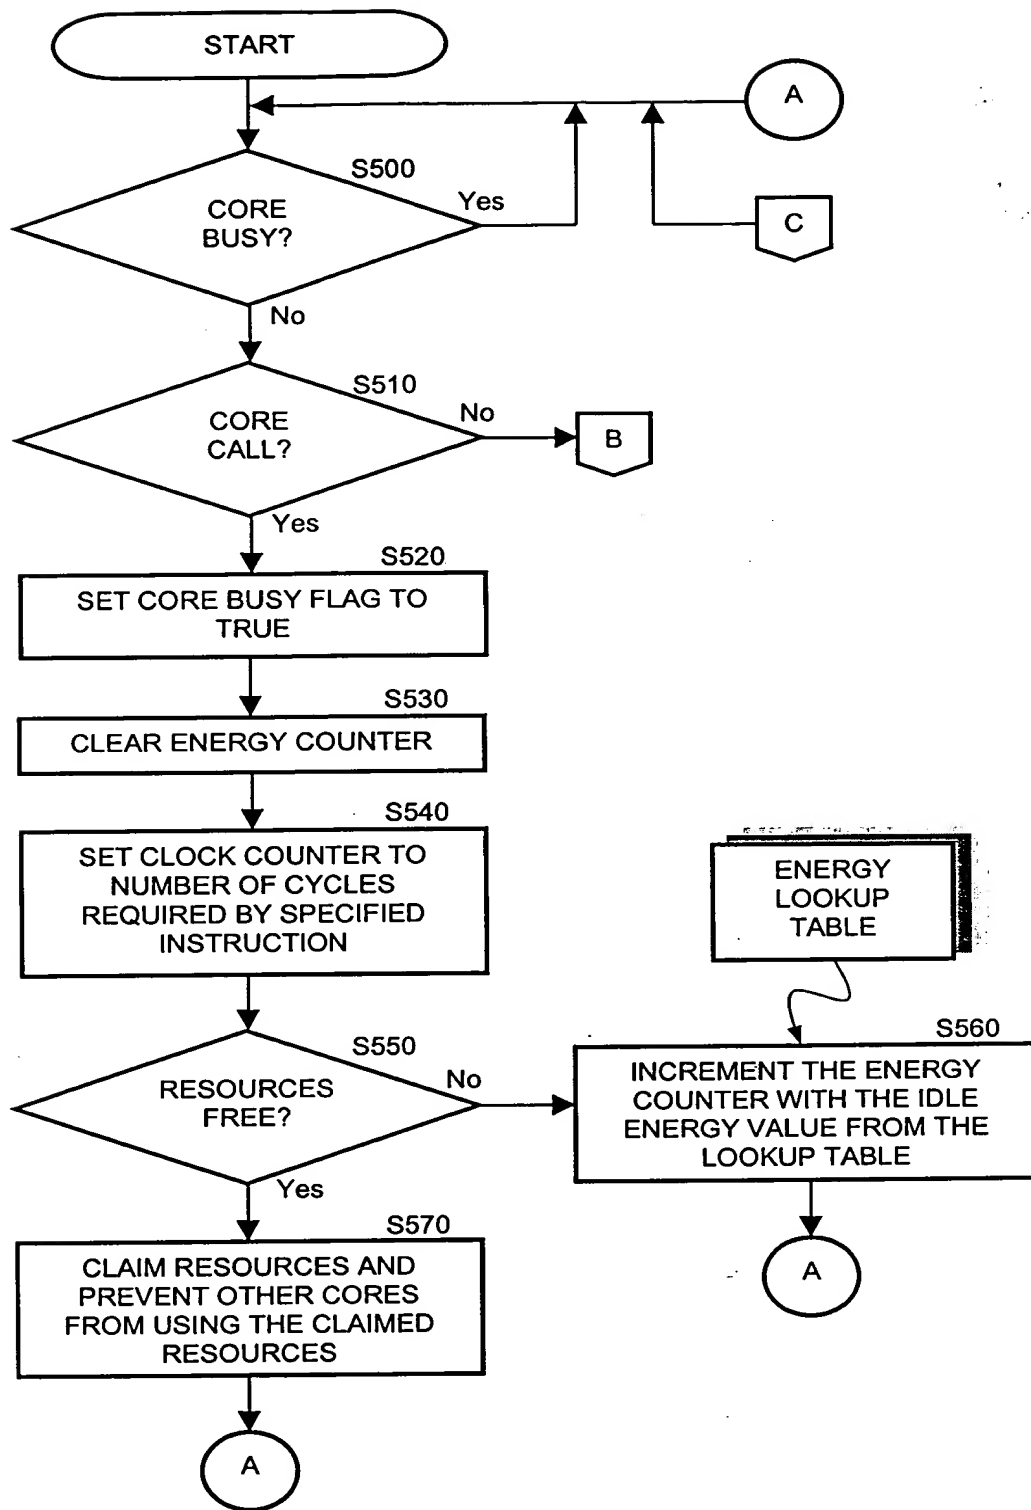 START
A
S500
CORE
BUSY?
Yes
C
No
S510
CORE
CALL?
No
B
Yes
S520
SET CORE BUSY FLAG TO
TRUE
S530
CLEAR ENERGY COUNTER
S540
SET CLOCK COUNTER TO
NUMBER OF CYCLES
REQUIRED BY SPECIFIED
INSTRUCTION
ENERGY
LOOKUP
TABLE
S550
RESOURCES
FREE?
No
S560
INCREMENT THE ENERGY
COUNTER WITH THE IDLE
ENERGY VALUE FROM THE
LOOKUP TABLE
Yes
A
S570
CLAIM RESOURCES AND
PREVENT OTHER CORES
FROM USING THE CLAIMED
RESOURCES
A